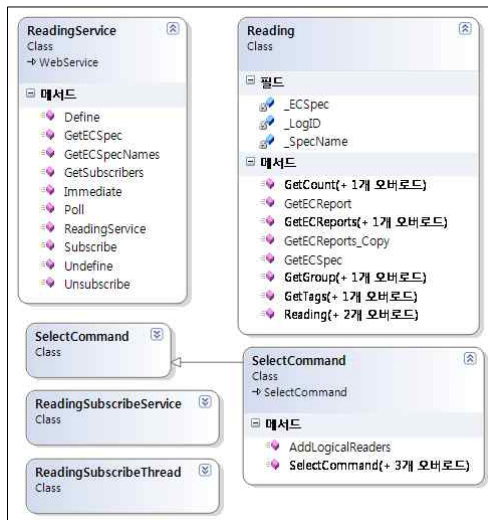 ReadingService
Class
WebService
메서드
Define
GetECSpec
GetECSpecNames
GetSubscribers
Immediate
Poll
ReadingService
Subscribe
Undefine
Unsubscribe
Reading
Class
필드
_ECSpec
_LogID
_SpecName
메서드
GetCount(+ 1개 오버로드)
GetECReport
GetECReports(+ 1개 오버로드)
GetECReports_Copy
GetECSpec
GetGroup(+ 1개 오버로드)
GetTags(+ 1개 오버로드)
Reading(+ 2개 오버로드)
SelectCommand
Class
SelectCommand
Class
SelectCommand
메서드
AddLogicalReaders
SelectCommand(+ 3개 오버로드)
ReadingSubscribeService
Class
ReadingSubscribeThread
Class